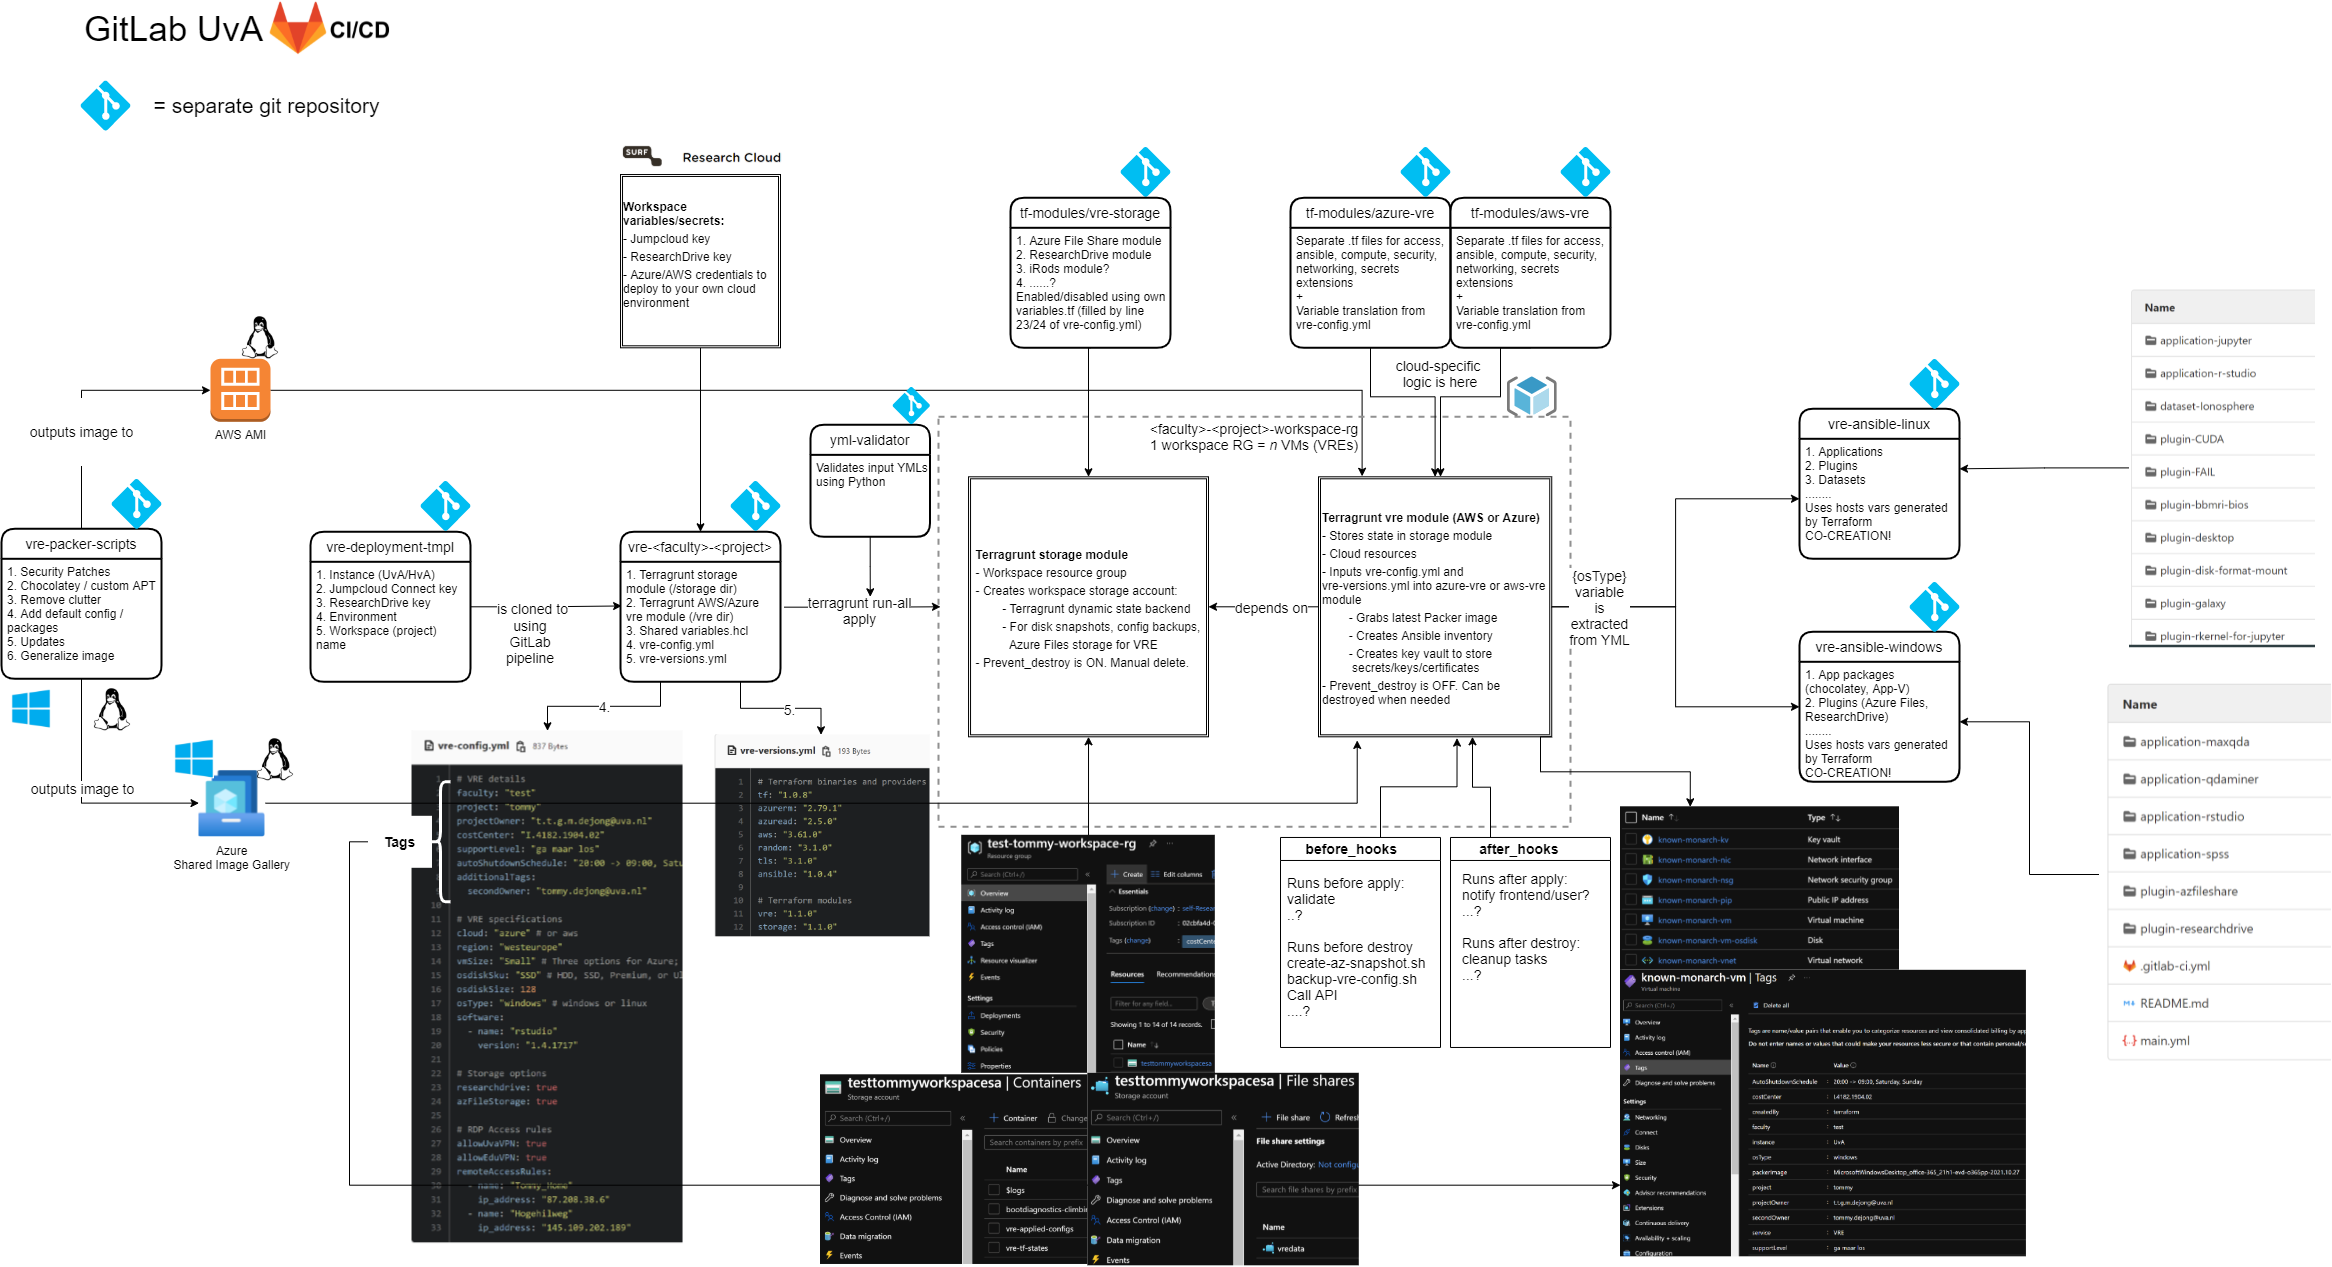 GitLab UvA
CI/CD
= separate git repository
SURF
Research Cloud
Workspace
variables/secrets:
- Jumpcloud key
- ResearchDrive key
- Azure/AWS credentials to
deploy to your own cloud
environment
tf-modules/vre-storage
1. Azure File Share module
2. ResearchDrive module
3. iRods module?
4. ......?
Enabled/disabled using own
variables.tf (filled by line
23/24 of vre-config.yml)
tf-modules/azure-vre
Separate .tf files for access,
ansible, compute, security,
networking, secrets
extensions
+
Variable translation from
vre-config.yml
tf-modules/aws-vre
Separate .tf files for access,
ansible, compute, security,
networking, secrets
extensions
+
Variable translation from
vre-config.yml
cloud-specific
logic is here
outputs image to
AWS AMI
yml-validator
Validates input YMLs
using Python
<faculty>-<project>-workspace-rg
1 workspace RG = n VMs (VREs)
vre-packer-scripts
1. Security Patches
2. Chocolatey / custom APT
3. Remove clutter
4. Add default config /
packages
5. Updates
6. Generalize image
vre-deployment-tmpl
1. Instance (UvA/HvA)
2. Jumpcloud Connect key
3. ResearchDrive key
4. Environment
5. Workspace (project)
name
is cloned to
using
GitLab
pipeline
vre-<faculty>-<project>
1. Terragrunt storage
module (/storage dir)
2. Terragrunt AWS/Azure
vre module (/vre dir)
3. Shared variables.hcl
4. vre-config.yml
5. vre-versions.yml
terragrunt run-all
apply
Terragrunt storage module
- Workspace resource group
- Creates workspace storage account:
- Terragrunt dynamic state backend
- For disk snapshots, config backups,
Azure Files storage for VRE
- Prevent_destroy is ON. Manual delete.
depends on
Terragrunt vre module (AWS or Azure)
- Stores state in storage module
- Cloud resources
- Inputs vre-config.yml and
vre-versions.yml into azure-vre or aws-vre
module
- Grabs latest Packer image
- Creates Ansible inventory
- Creates key vault to store
secrets/keys/certificates
- Prevent_destroy is OFF. Can be
destroyed when needed
{osType}
variable
is
extracted
from YML
vre-ansible-linux
1. Applications
2. Plugins
3. Datasets
........
Uses hosts vars generated
by Terraform
CO-CREATION!
vre-ansible-windows
1. App packages
(chocolatey, App-V)
2. Plugins (Azure Files,
ResearchDrive)
........
Uses hosts vars generated
by Terraform
CO-CREATION!
Name
application-jupyter
application-r-studio
dataset-Ionosphere
plugin-CUDA
plugin-FAIL
plugin-bbmri-bios
plugin-desktop
plugin-disk-format-mount
plugin-galaxy
plugin-rkernel-for-jupyter
Name
application-maxqda
application-qdaminer
application-rstudio
application-spss
plugin-azfileshare
plugin-researchdrive
.gitlab-ci.yml
README.md
main.yml
outputs image to
Azure
Shared Image Gallery
4.
5.
Tags
vre-config.yml 837 Bytes
1 # VRE details
faculty: "test"
project: "tommy"
projectOwner: "t.t.g.m.dejong@uva.nl"
costCenter: "I.4182.1904.02"
supportLevel: "ga maar los"
autoShutdownSchedule: "20:00 -> 09:00, Satu
additionalTags:
secondOwner: "tommy.dejong@uva.nl"
10
11 # VRE specifications
12 cloud: "azure" # or aws
13 region: "westeurope"
14 vmSize: "Small" # Three options for Azure;
15 osdiskSku: "SSD" # HDD, SSD, Premium, or Ul
16 osdiskSize: 128
17 osType: "windows" # windows or linux
18 software:
19 - name: "rstudio"
20 version: "1.4.1717"
21
22 # Storage options
23 researchdrive: true
24 azFileStorage: true
25
26 # RDP Access rules
27 allowUvaVPN: true
28 allowEduVPN: true
29 remoteAccessRules:
30 - name: "Tommy_Home"
31 ip_address: "87.208.38.6"
32 - name: "Hogehilweg"
33 ip_address: "145.109.202.189"
vre-versions.yml 193 Bytes
1 # Terraform binaries and providers
2 tf: "1.0.8"
3 azurerm: "2.79.1"
4 azuread: "2.5.0"
5 aws: "3.61.0"
6 random: "3.1.0"
7 tls: "3.1.0"
8 ansible: "1.0.4"
9
10 # Terraform modules
11 vre: "1.1.0"
12 storage: "1.1.0"
test-tommy-workspace-rg
Resource group
Search (Ctrl+/)
Overview
Activity log
Access control (IAM)
Tags
Resource visualizer
Events
Settings
Deployments
Security
Policies
Properties
Create
Edit columns
Essentials
Subscription (change) : self-Resea
Subscription ID : 02cbfa4d-
Tags (change) : costCente
Resources Recommendations
Filter for any field...
Showing 1 to 14 of 14 records.
Name
testtommyworkspacesa
testtommyworkspacesa | Containers
Storage account
Search (Ctrl+/)
Overview
Activity log
Tags
Diagnose and solve problems
Access Control (IAM)
Data migration
Events
Container Change
Search containers by prefix
Name
$logs
bootdiagnostics-climbin
vre-applied-configs
vre-tf-states
testtommyworkspacesa | File shares
Storage account
Search (Ctrl+/)
Overview
Activity log
Tags
Diagnose and solve problems
Access Control (IAM)
Data migration
Events
File share Refres
File share settings
Active Directory: Not configu
Search file shares by prefix
Name
vredata
before_hooks
Runs before apply:
validate
..?
Runs before destroy
create-az-snapshot.sh
backup-vre-config.sh
Call API
....?
after_hooks
Runs after apply:
notify frontend/user?
...?
Runs after destroy:
cleanup tasks
...?
Name Type
known-monarch-kv Key vault
known-monarch-nic Network interface
known-monarch-nsg Network security group
known-monarch-pip Public IP address
known-monarch-vm Virtual machine
known-monarch-vm-osdisk Disk
known-monarch-vnet Virtual network
known-monarch-vm | Tags
Virtual machine
Search (Ctrl+/)
Overview
Activity log
Access control (IAM)
Tags
Diagnose and solve problems
Settings
Networking
Connect
Disks
Size
Security
Advisor recommendations
Extensions
Continuous delivery
Availability + scaling
Configuration
Delete all
Tags are name/value pairs that enable you to categorize resources and view consolidated billing by app
Do not enter names or values that could make your resources less secure or that contain personal/s
Name Value
AutoShutdownSchedule : 20:00 -> 09:00, Saturday, Sunday
costCenter : I.4182.1904.02
createdBy : terraform
faculty : test
instance : UvA
osType : windows
packerImage : MicrosoftWindowsDesktop_office-365_21h1-evd-o365pp-2021.10.27
project : tommy
projectOwner : t.t.g.m.dejong@uva.nl
secondOwner : tommy.dejong@uva.nl
service : VRE
supportLevel : ga maar los